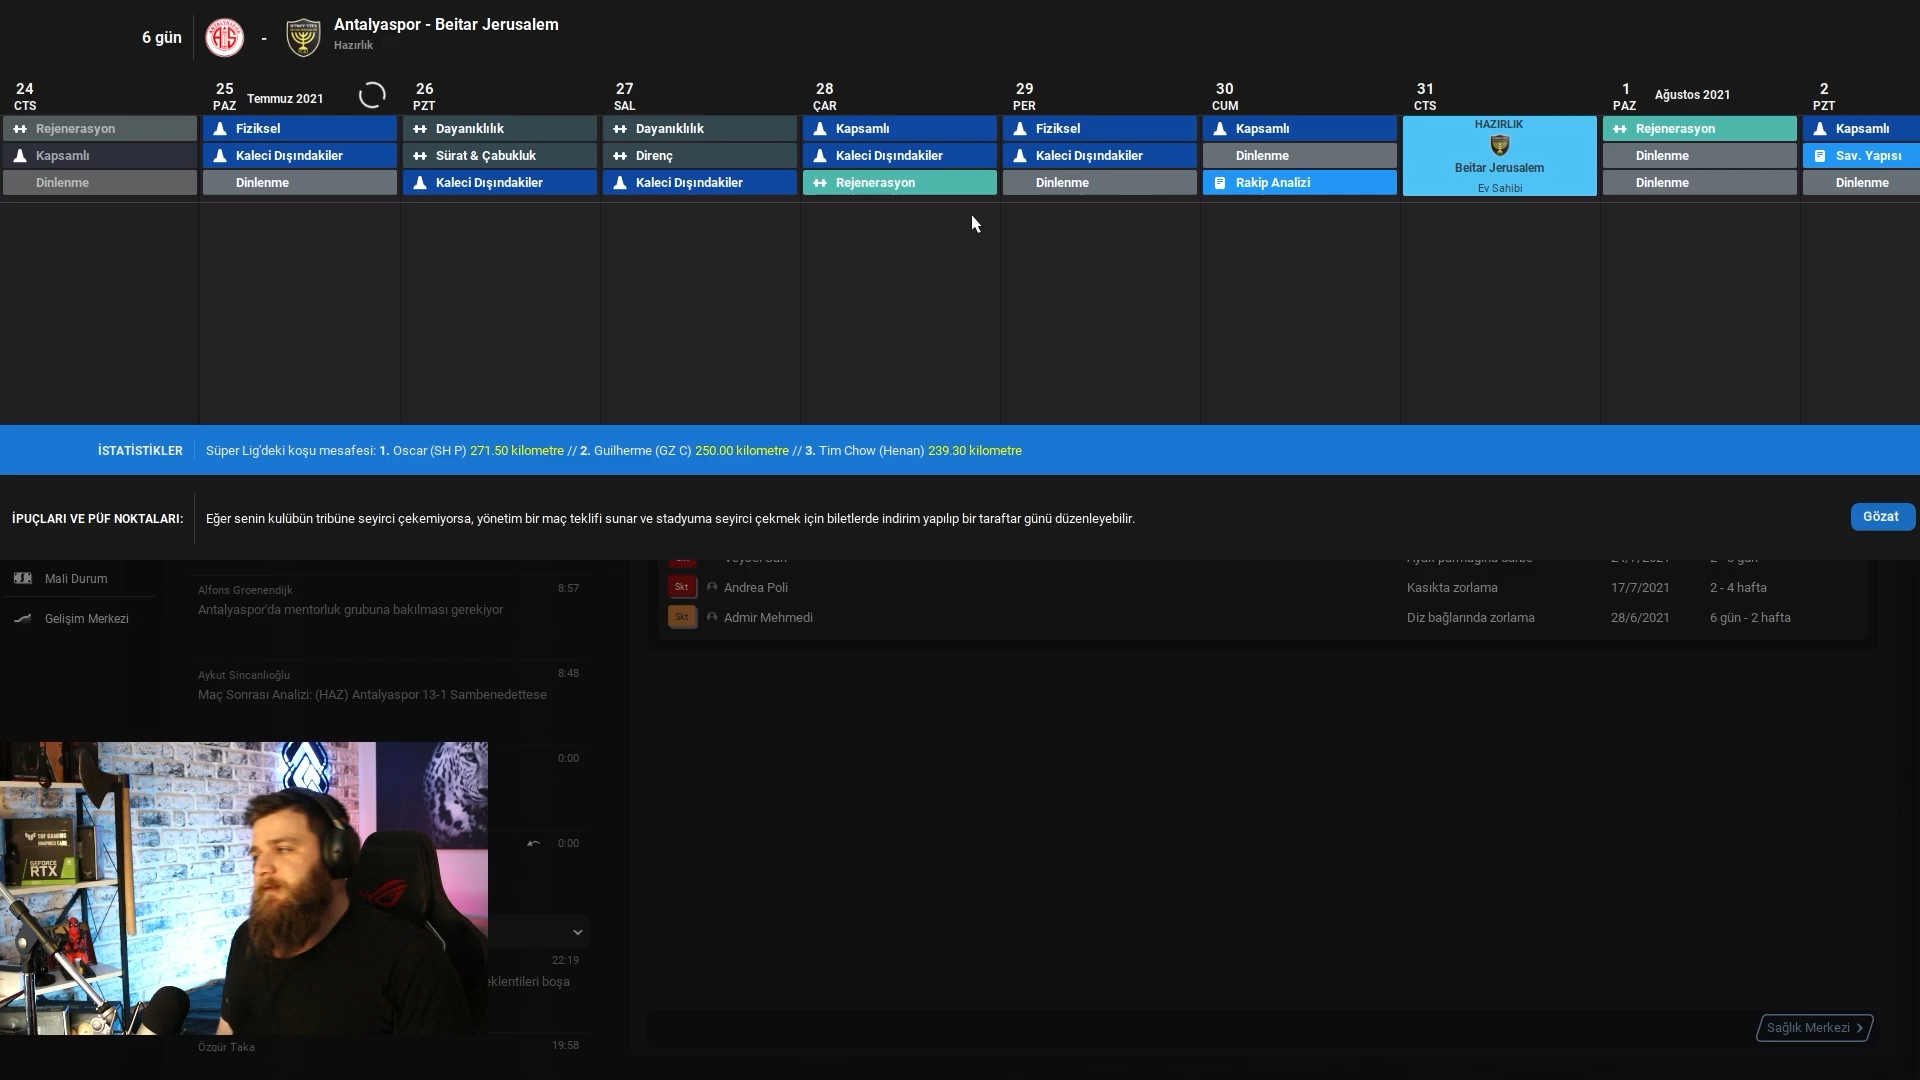 6 gün
-
Antalyaspor - Beitar Jerusalem
Hazırlık
24
CTS
25
PAZ
Temmuz 2021
26
PZT
27
SAL
28
ÇAR
29
PER
30
CUM
31
CTS
1
PAZ
Ağustos 2021
2
PZT
Rejenerasyon
Kapsamlı
Dinlenme
Fiziksel
Kaleci Dışındakiler
Dinlenme
Dayanıklılık
Sürat & Çabukluk
Kaleci Dışındakiler
Dayanıklılık
Direnç
Kaleci Dışındakiler
Kapsamlı
Kaleci Dışındakiler
Rejenerasyon
Fiziksel
Kaleci Dışındakiler
Dinlenme
Kapsamlı
Dinlenme
Rakip Analizi
HAZIRLIK
Beitar Jerusalem
Ev Sahibi
Rejenerasyon
Dinlenme
Dinlenme
Kapsamlı
Sav. Yapısı
Dinlenme
İSTATİSTİKLER
Süper Lig'deki koşu mesafesi: 1. Oscar (SH P) 271.50 kilometre // 2. Guilherme (GZ C) 250.00 kilometre // 3. Tim Chow (Henan) 239.30 kilometre
İPUÇLARI VE PÜF NOKTALARI:
Eğer senin kulübün tribüne seyirci çekemiyorsa, yönetim bir maç teklifi sunar ve stadyuma seyirci çekmek için biletlerde indirim yapılıp bir taraftar günü düzenleyebilir.
Gözat
Mali Durum
Gelişim Merkezi
Alfons Groenendijk
8:57
Antalyaspor'da mentorluk grubuna bakılması gerekiyor
Aykut Sincanlıoğlu
8:48
Maç Sonrası Analizi: (HAZ) Antalyaspor 13-1 Sambenedettese
0:00
0:00
22:19
eklentileri boşa
Özgür Taka
19:58
Skt
Andrea Poli
Kasıkta zorlama
17/7/2021
2 - 4 hafta
Skt
Admir Mehmedi
Diz bağlarında zorlama
28/6/2021
6 gün - 2 hafta
Sağlık Merkezi
TUF GAMING
GEFORCE
RTX